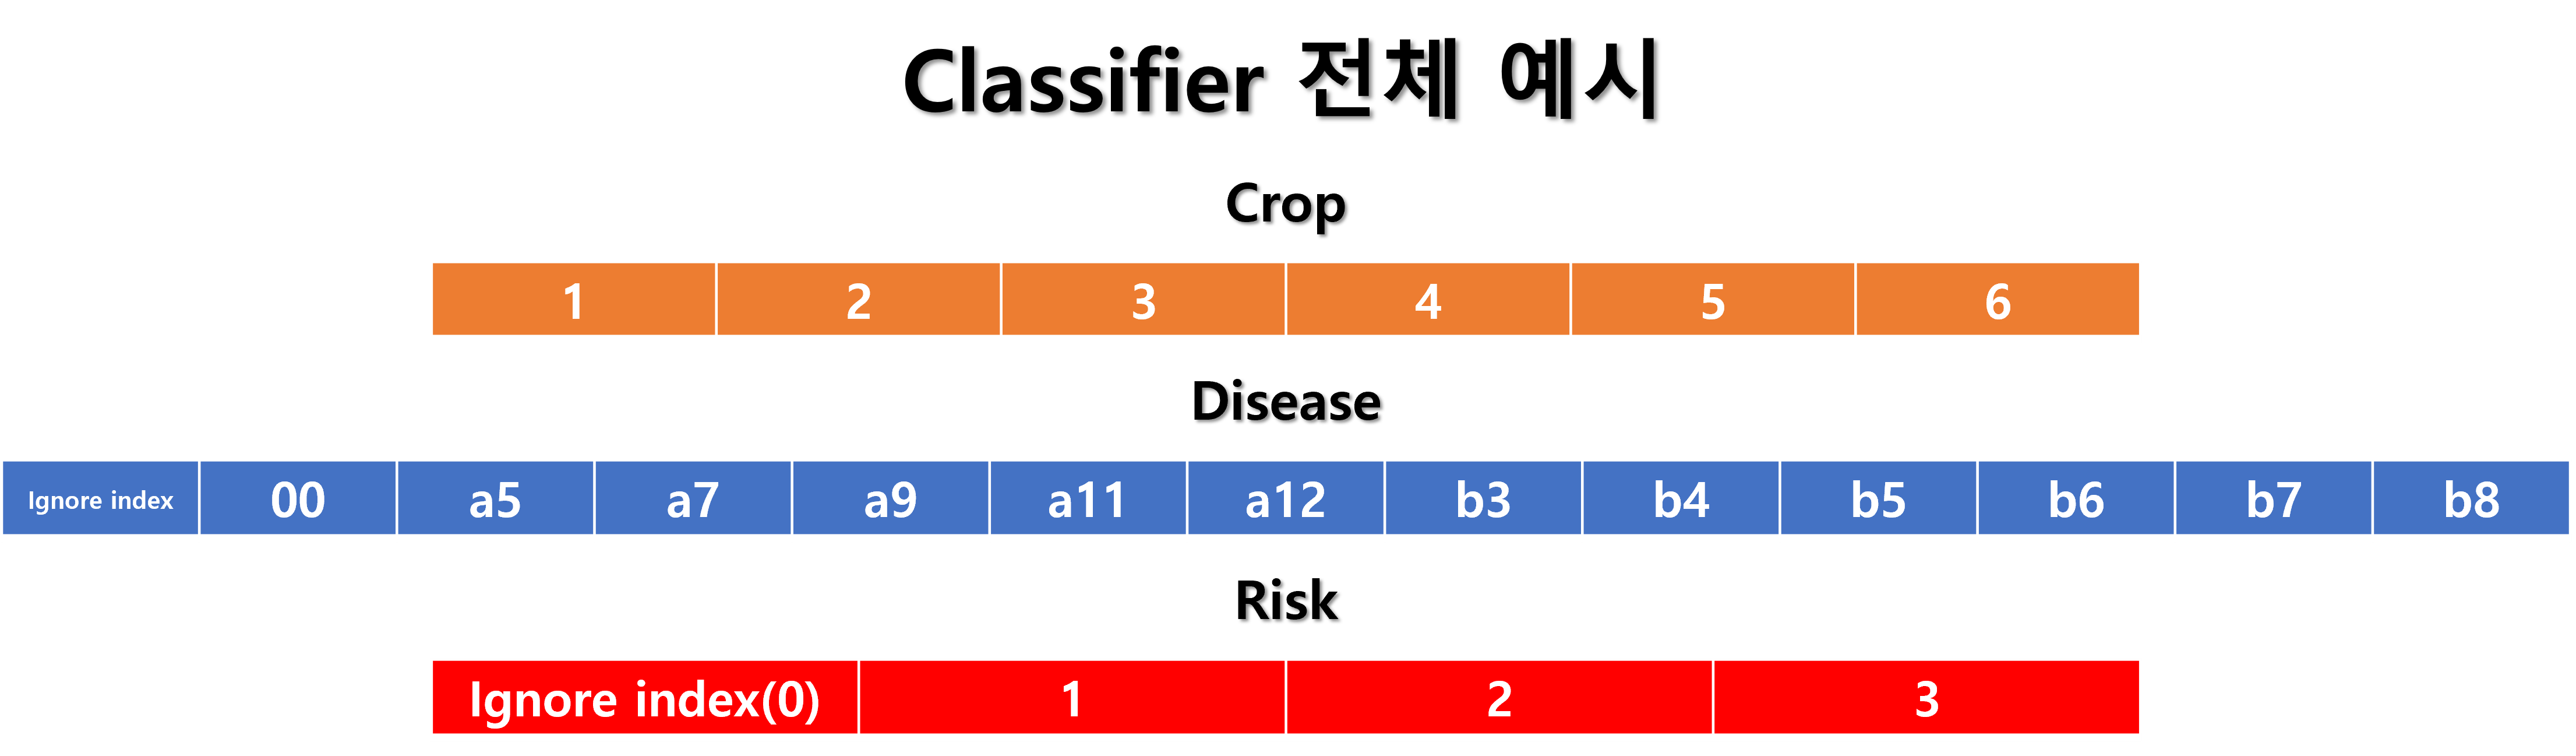 Classifier 전체 예시
Crop
1 2 3 4 5 6
Disease
Ignore index 00 a5 a7 a9 a11 a12 b3 b4 b5 b6 b7 b8
Risk
Ignore index(0) 1 2 3